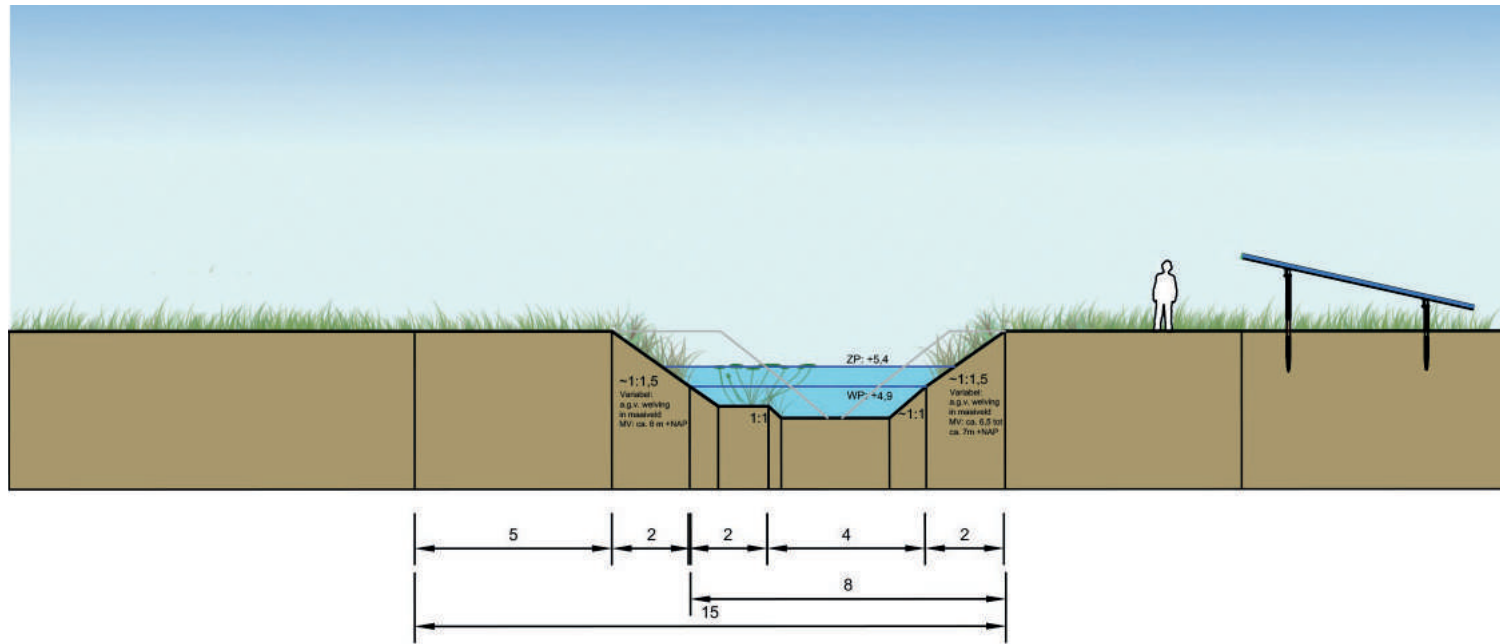 ZP: +5,4
WP: +4,9
~1:1,5
Variabel:
a.g.v. welving
in maaiveld
MV: ca. 6 m +NAP
1:1
~1:1
~1:1,5
Variabel:
a.g.v. welving
in maaiveld
MV: ca. 6,5 tot
ca. 7m +NAP
5
2
2
4
2
8
15